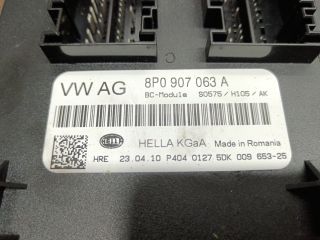 VW AG 8P0 907 063 A
BC-Module S0575 / H105 / AK
HELLA
HELLA KGaA Made in Romania
HRE 23.04.10 P404 0127 5DK 009 653-25